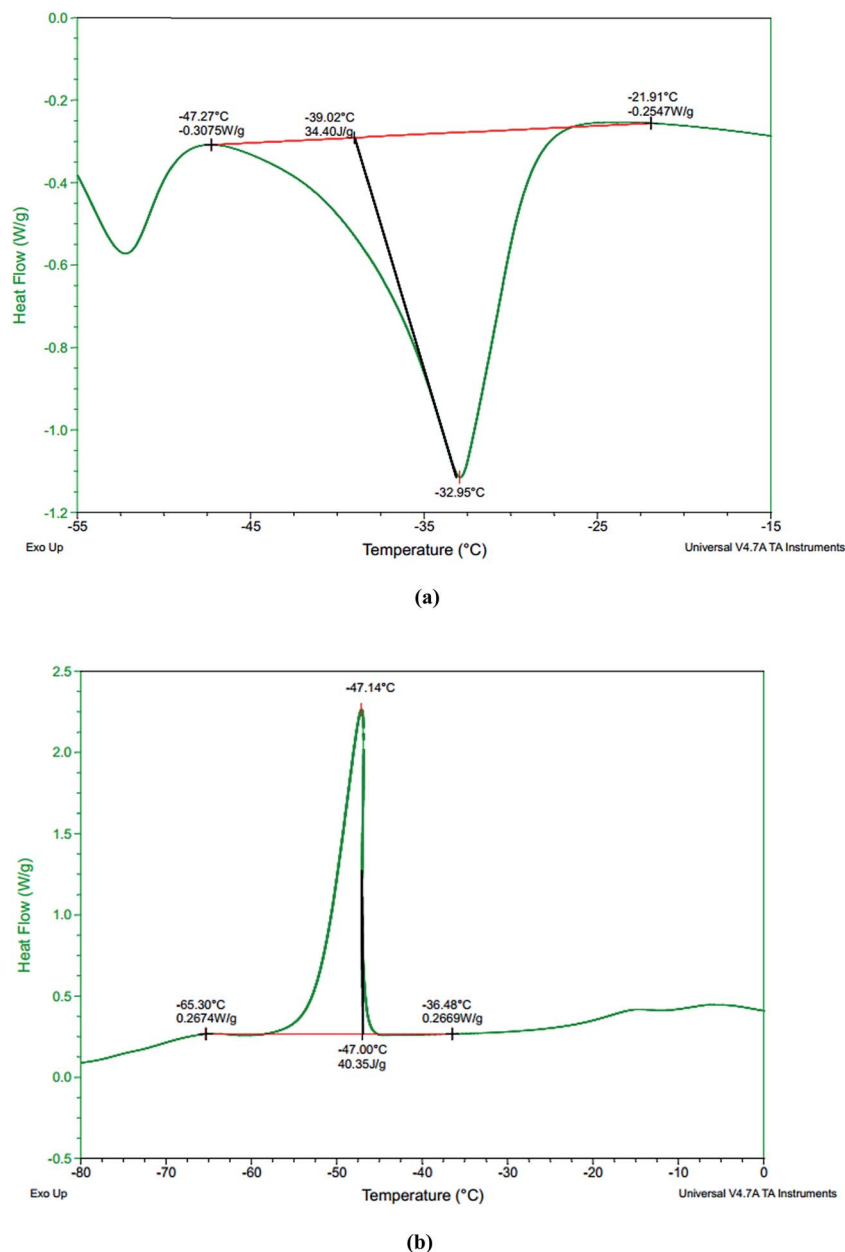 0.0
-0.2
-0.4
-0.6
-0.8
-1.0
-1.2
Heat Flow (W/g)
-47.27°C
-0.3075W/g
-39.02°C
34.40J/g
-21.91°C
-0.2547W/g
-32.95°C
-55
-45
-35
-25
-15
Exo Up
Temperature (°C)
Universal V4.7A TA Instruments
(a)
2.5
2.0
1.5
1.0
0.5
0.0
-0.5
Heat Flow (W/g)
-47.14°C
-65.30°C
0.2674W/g
-36.48°C
0.2669W/g
-47.00°C
40.35J/g
-80
-70
-60
-50
-40
-30
-20
-10
0
Exo Up
Temperature (°C)
Universal V4.7A TA Instruments
(b)